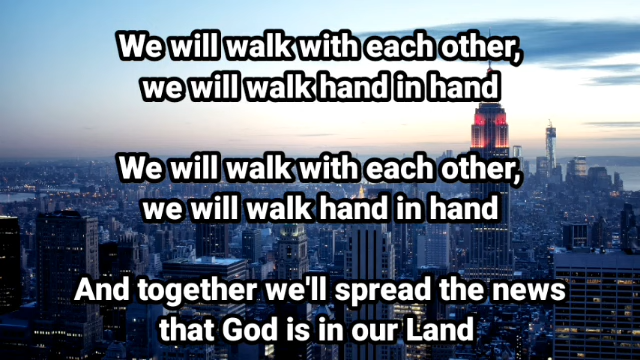 We will walk with each other,
we will walk hand in hand
We will walk with each other,
we will walk hand in hand
And together we'll spread the news
that God is in our Land